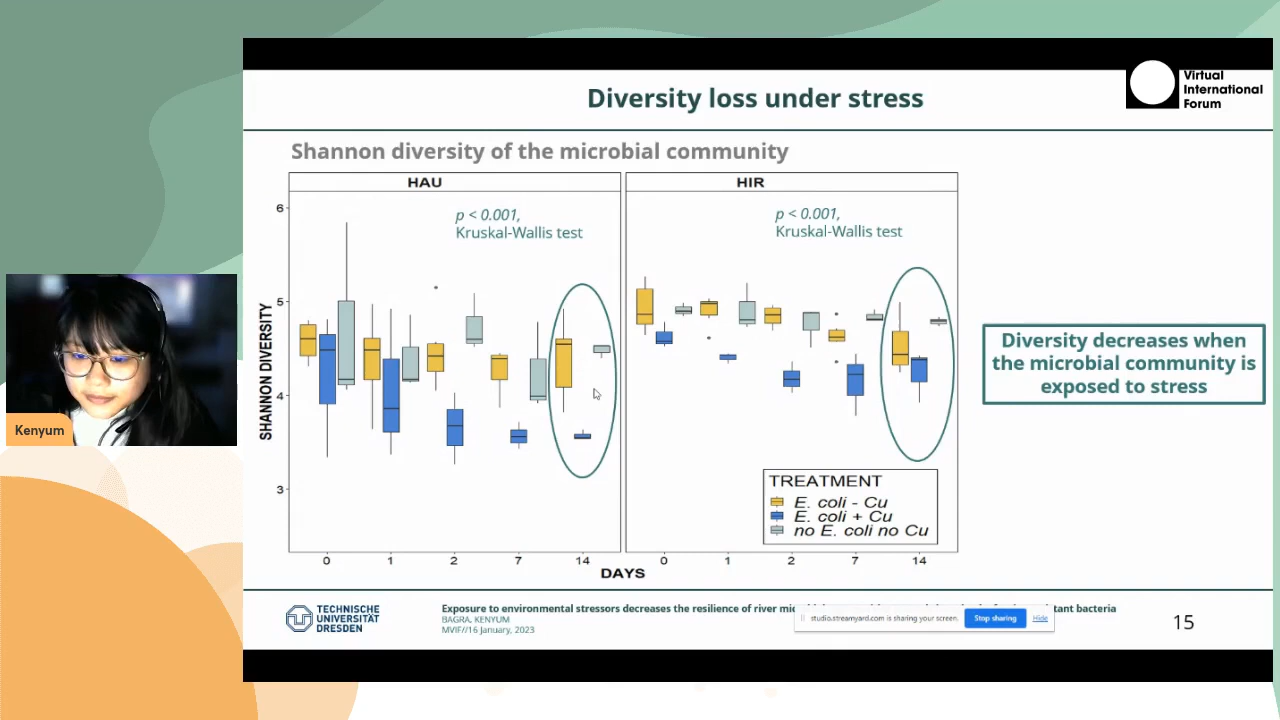 Virtual
International
Forum
Diversity loss under stress
Shannon diversity of the microbial community
HAU
HIR
p < 0.001,
Kruskal-Wallis test
p < 0.001,
Kruskal-Wallis test
6
5
4
3
SHANNON DIVERSITY
Diversity decreases when
the microbial community is
exposed to stress
Kenyum
TREATMENT
E. coli - Cu
E. coli + Cu
no E. coli no Cu
0 1 2 7 14
0 1 2 7 14
DAYS
TECHNISCHE
UNIVERSITÄT
DRESDEN
Exposure to environmental stressors decreases the resilience of river
BAGRA, KENYUM
MVIF//16 January, 2023
bacteria
studio.streamyard.com is sharing your screen.
Stop sharing
Hide
15